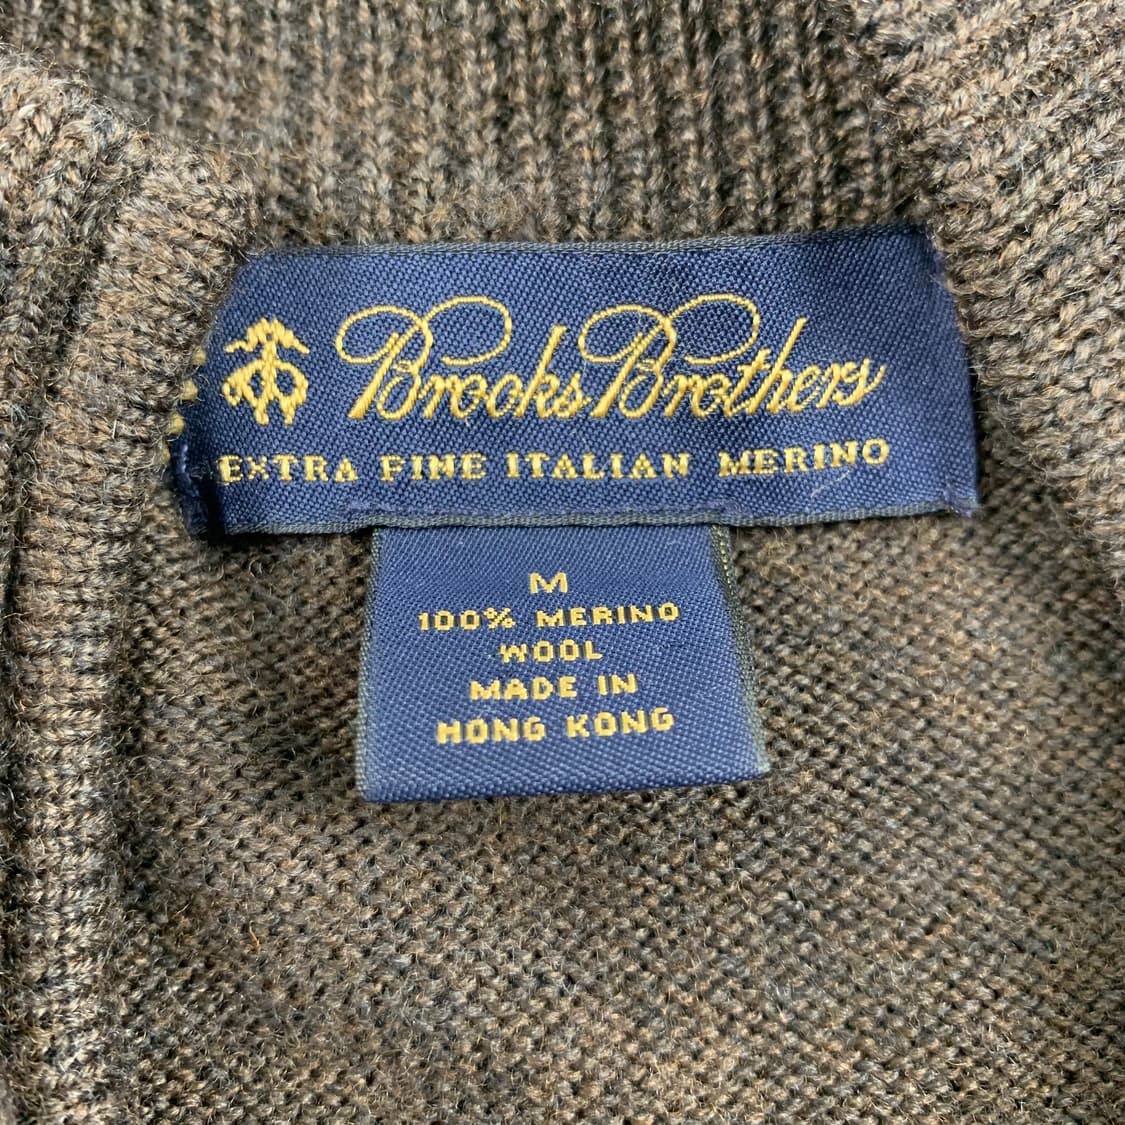 Brooks Brothers
EXTRA FINE ITALIAN MERINO
M
100% MERINO
WOOL
MADE IN
HONG KONG